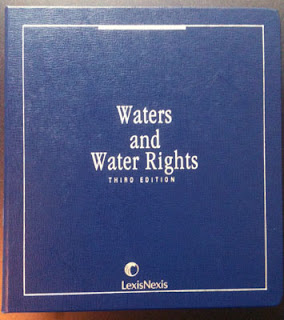 Waters
and
Water Rights
THIRD EDITION
LexisNexis